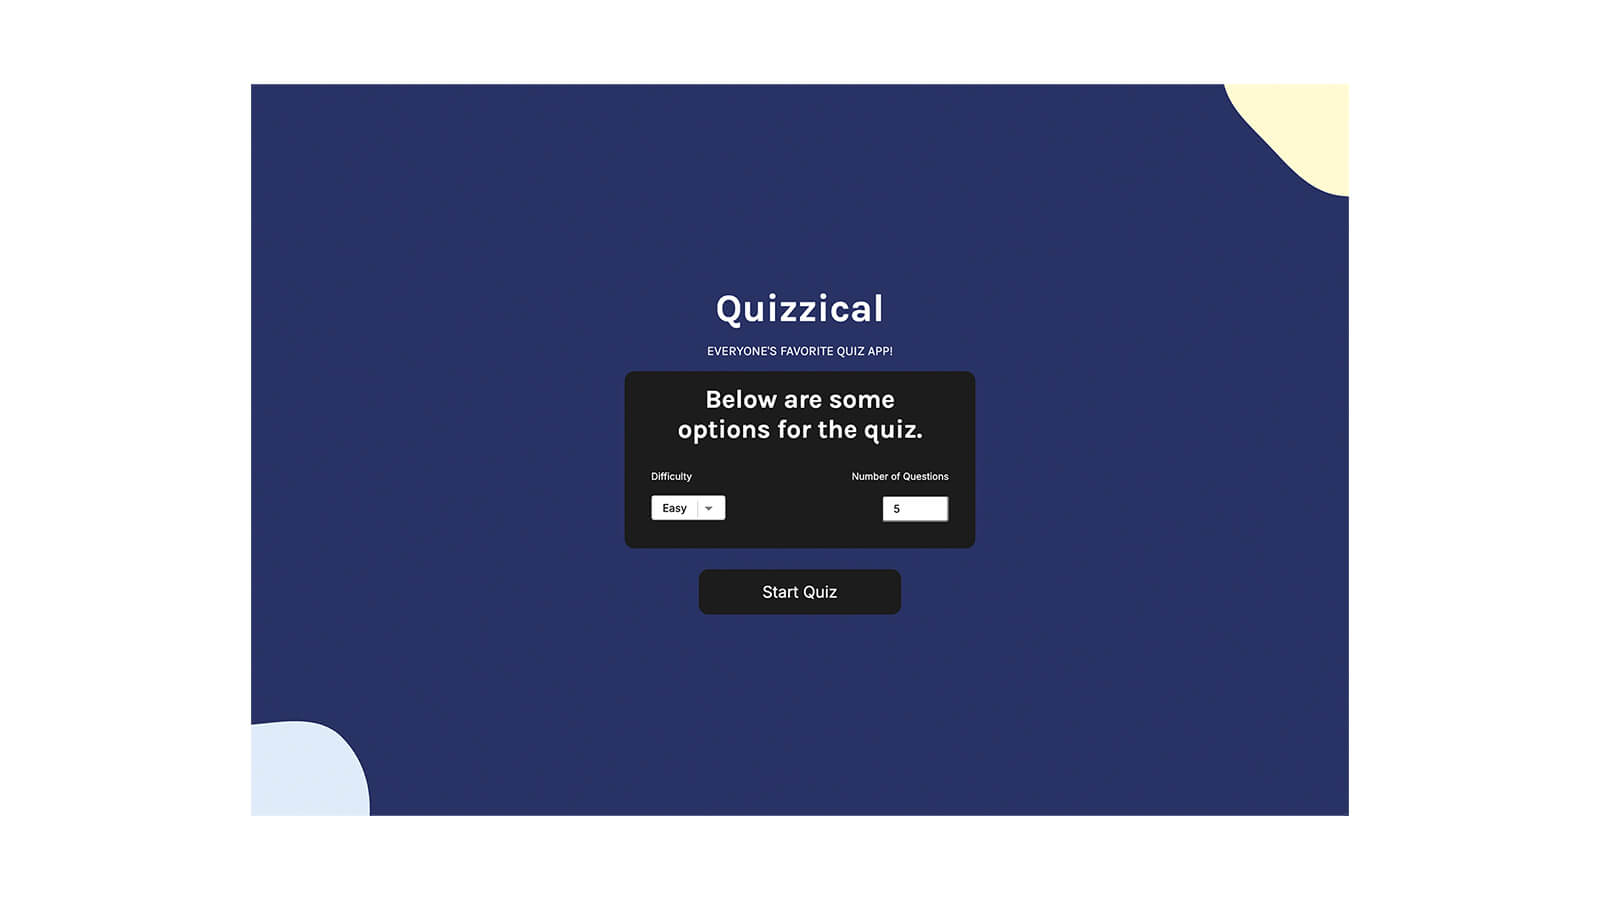 Quizzical
EVERYONE'S FAVORITE QUIZ APP!
Below are some
options for the quiz.
Difficulty
Number of Questions
Easy
5
Start Quiz